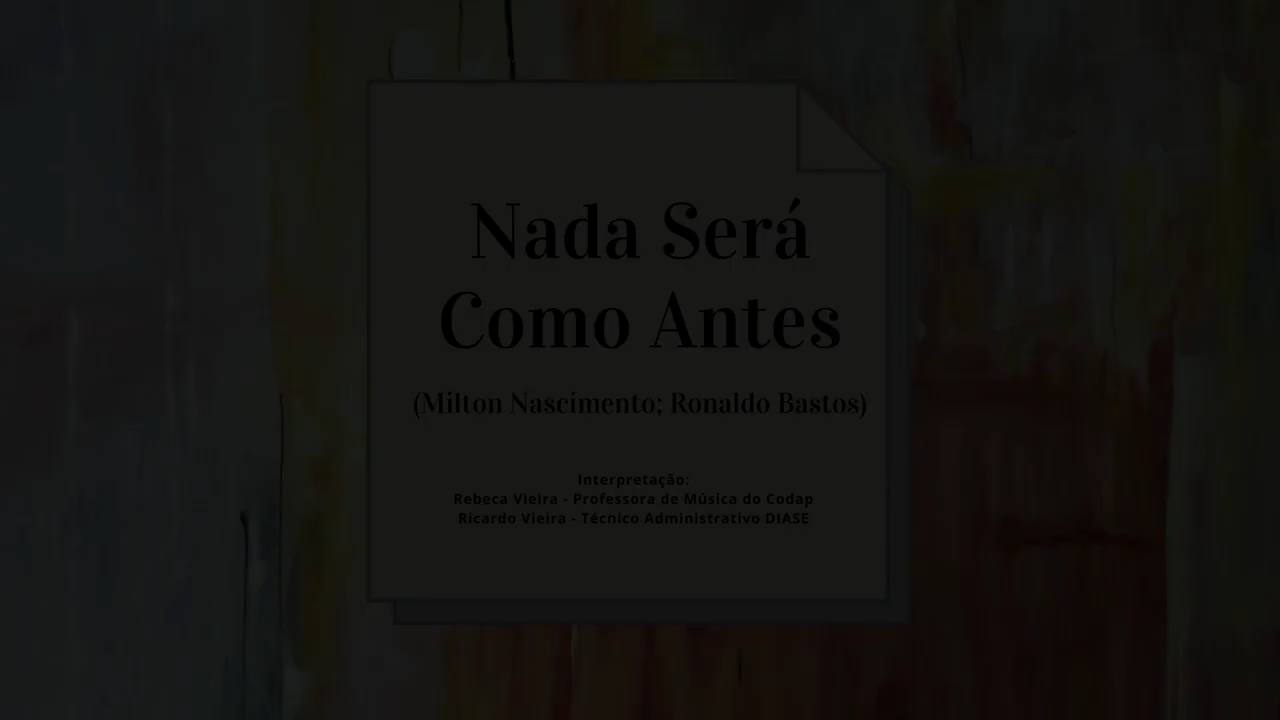 Nada Será
Como Antes
(Milton Nascimento; Ronaldo Bastos)
Interpretação:
Rebeca Vieira - Professora de Música do Codap
Ricardo Vieira - Técnico Administrativo DIASE